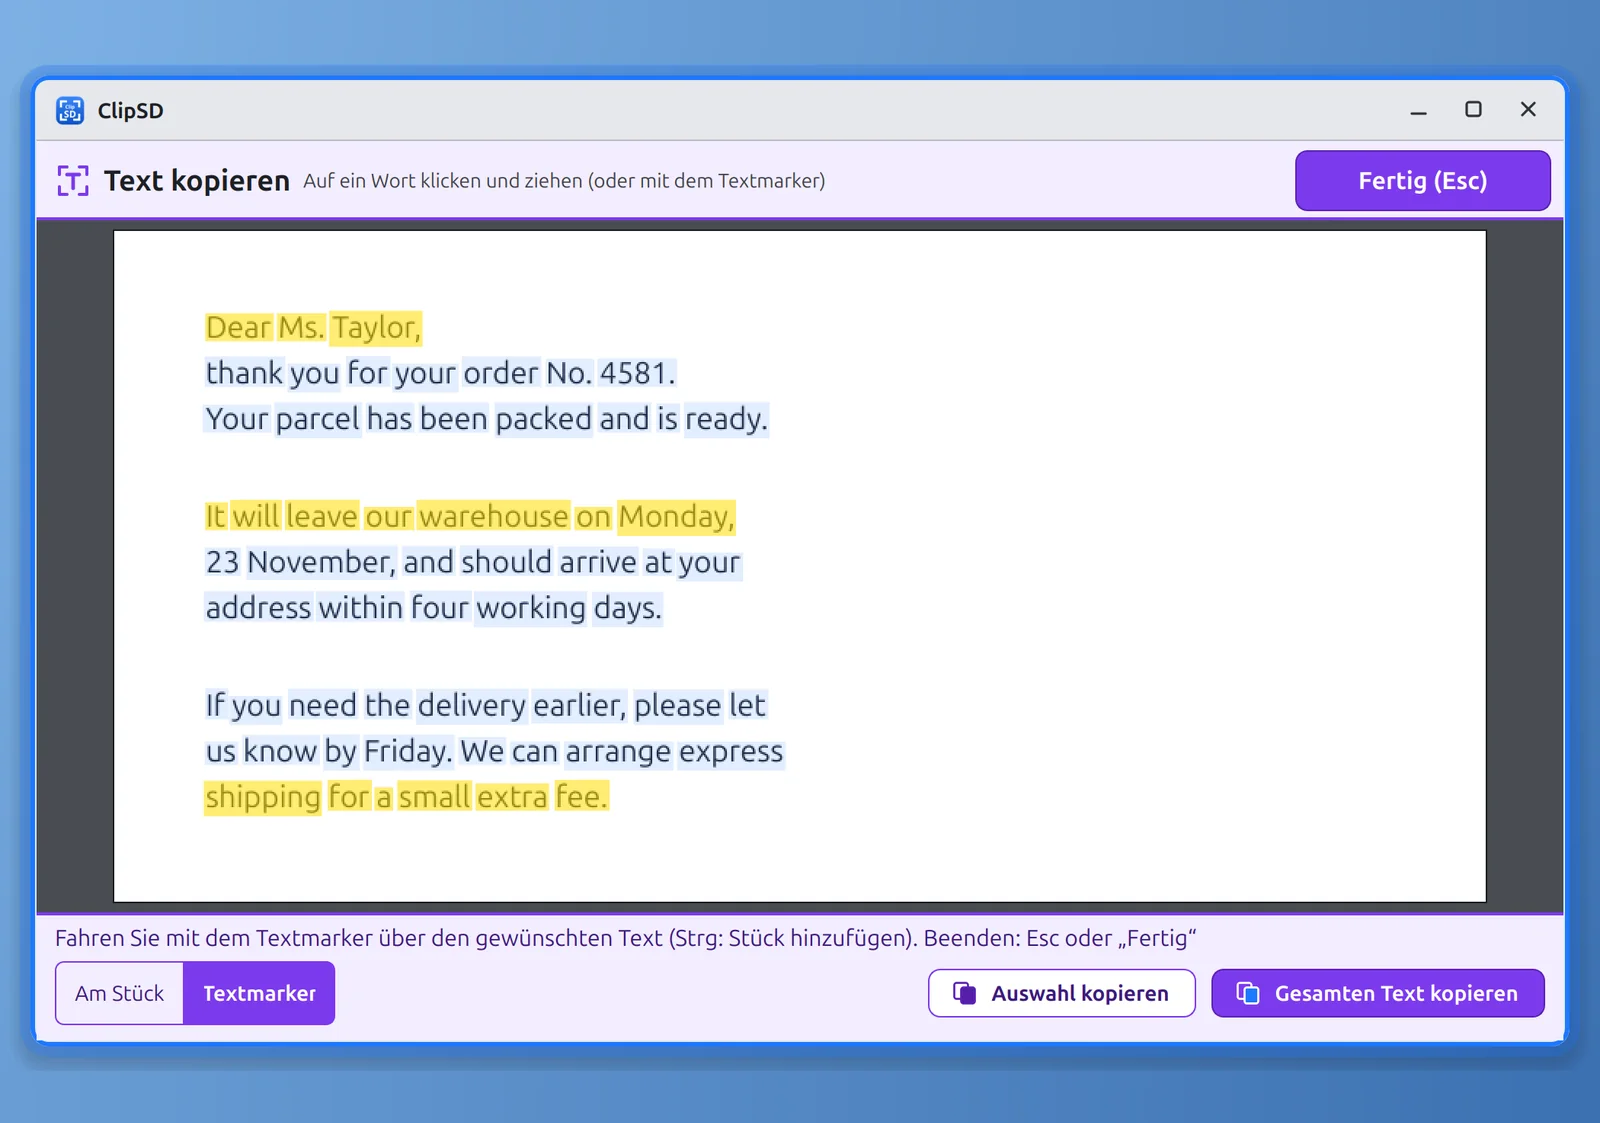 Clip
SD
ClipSD
Text kopieren Auf ein Wort klicken und ziehen (oder mit dem Textmarker)
Fertig (Esc)
Dear Ms. Taylor,
thank you for your order No. 4581.
Your parcel has been packed and is ready.
It will leave our warehouse on Monday,
23 November, and should arrive at your
address within four working days.
If you need the delivery earlier, please let
us know by Friday. We can arrange express
shipping for a small extra fee.
Fahren Sie mit dem Textmarker über den gewünschten Text (Strg: Stück hinzufügen). Beenden: Esc oder „Fertig“
Am Stück Textmarker Auswahl kopieren Gesamten Text kopieren